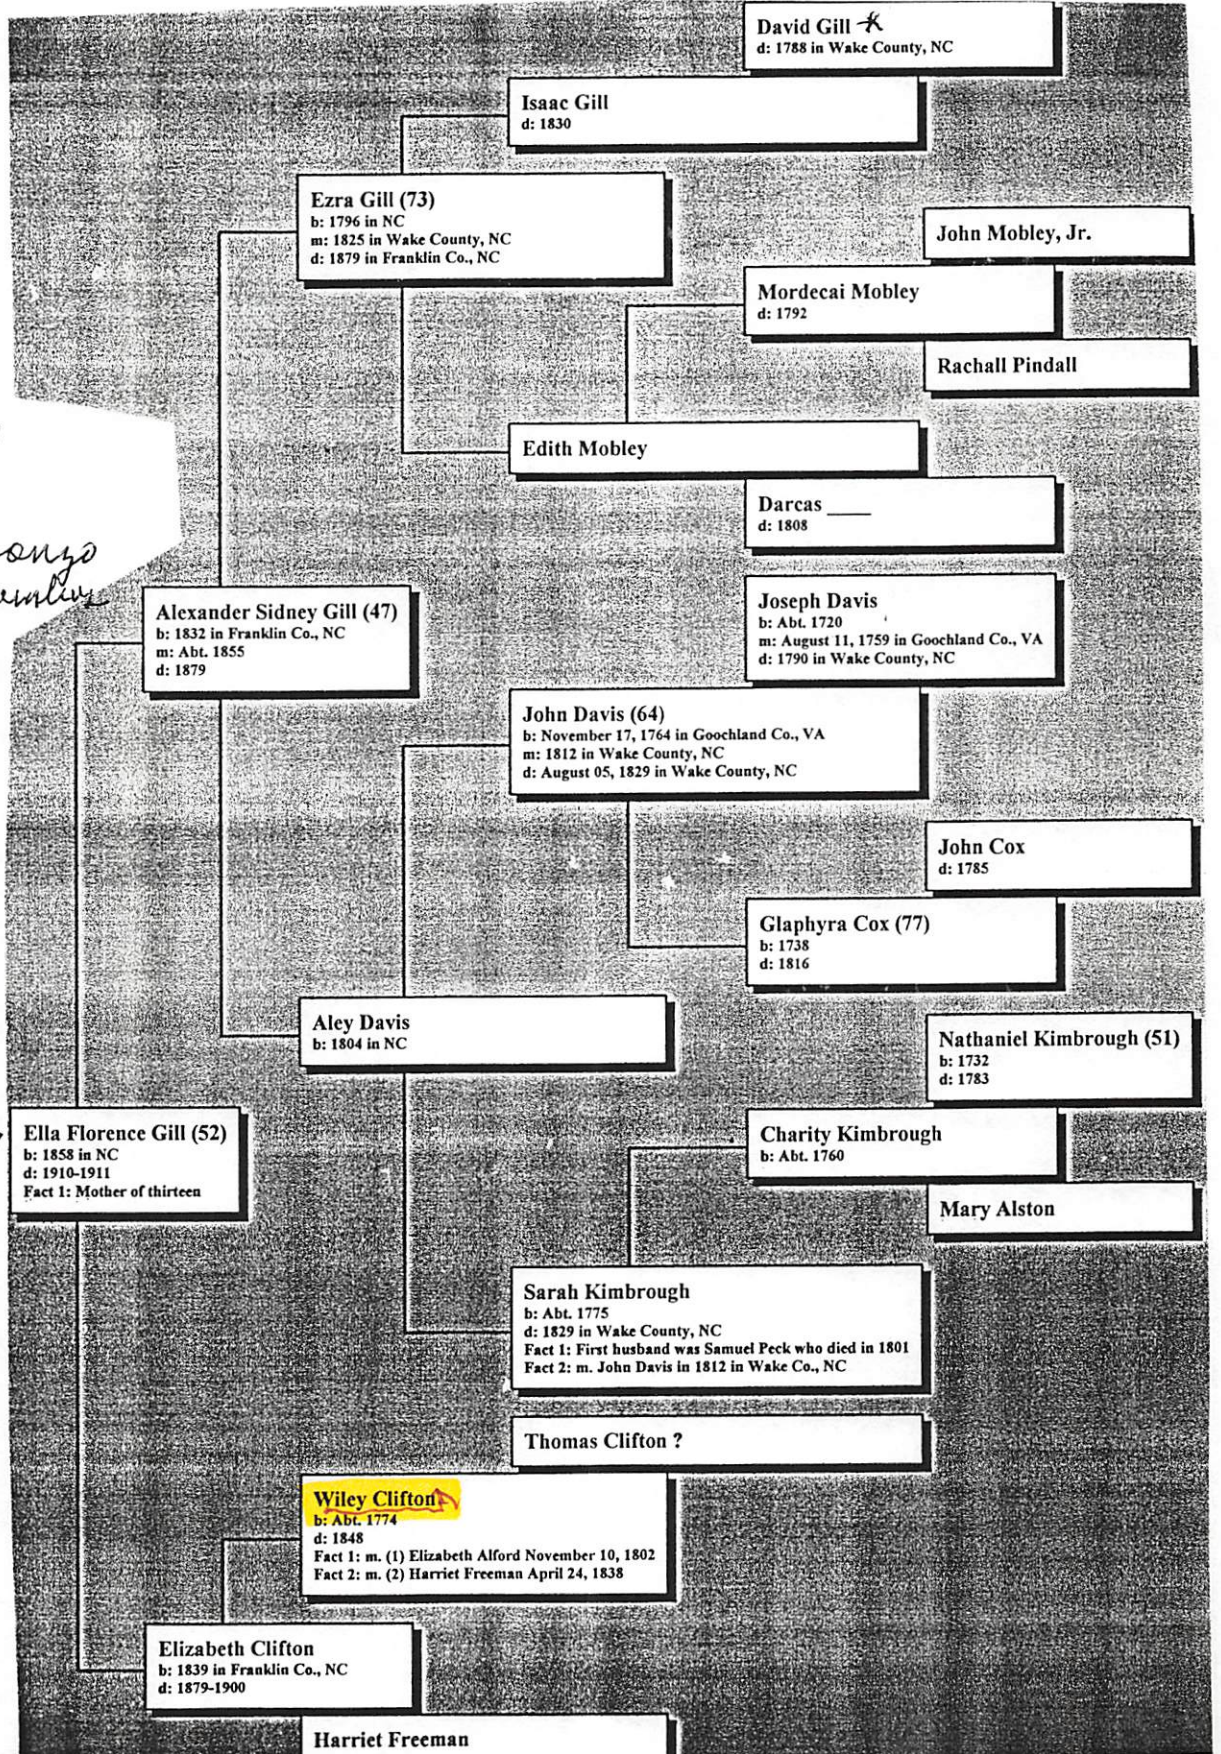 David Gill
d: 1788 in Wake County, NC
Isaac Gill
d: 1830
Ezra Gill (73)
b: 1796 in NC
m: 1825 in Wake County, NC
d: 1879 in Franklin Co., NC
John Mobley, Jr.
Mordecai Mobley
d: 1792
Rachall Pindall
Edith Mobley
Darcas ____
d: 1808
Alexander Sidney Gill (47)
b: 1832 in Franklin Co., NC
m: Abt. 1855
d: 1879
Joseph Davis
b: Abt. 1720
m: August 11, 1759 in Goochland Co., VA
d: 1790 in Wake County, NC
John Davis (64)
b: November 17, 1764 in Goochland Co., VA
m: 1812 in Wake County, NC
d: August 05, 1829 in Wake County, NC
John Cox
d: 1785
Glaphyra Cox (77)
b: 1738
d: 1816
Aley Davis
b: 1804 in NC
Nathaniel Kimbrough (51)
b: 1732
d: 1783
Ella Florence Gill (52)
b: 1858 in NC
d: 1910-1911
Fact 1: Mother of thirteen
Charity Kimbrough
b: Abt. 1760
Mary Alston
Sarah Kimbrough
b: Abt. 1775
d: 1829 in Wake County, NC
Fact 1: First husband was Samuel Peck who died in 1801
Fact 2: m. John Davis in 1812 in Wake Co., NC
Thomas Clifton ?
Wiley Clifton
b: Abt. 1774
d: 1848
Fact 1: m. (1) Elizabeth Alford November 10, 1802
Fact 2: m. (2) Harriet Freeman April 24, 1838
Elizabeth Clifton
b: 1839 in Franklin Co., NC
d: 1879-1900
Harriet Freeman